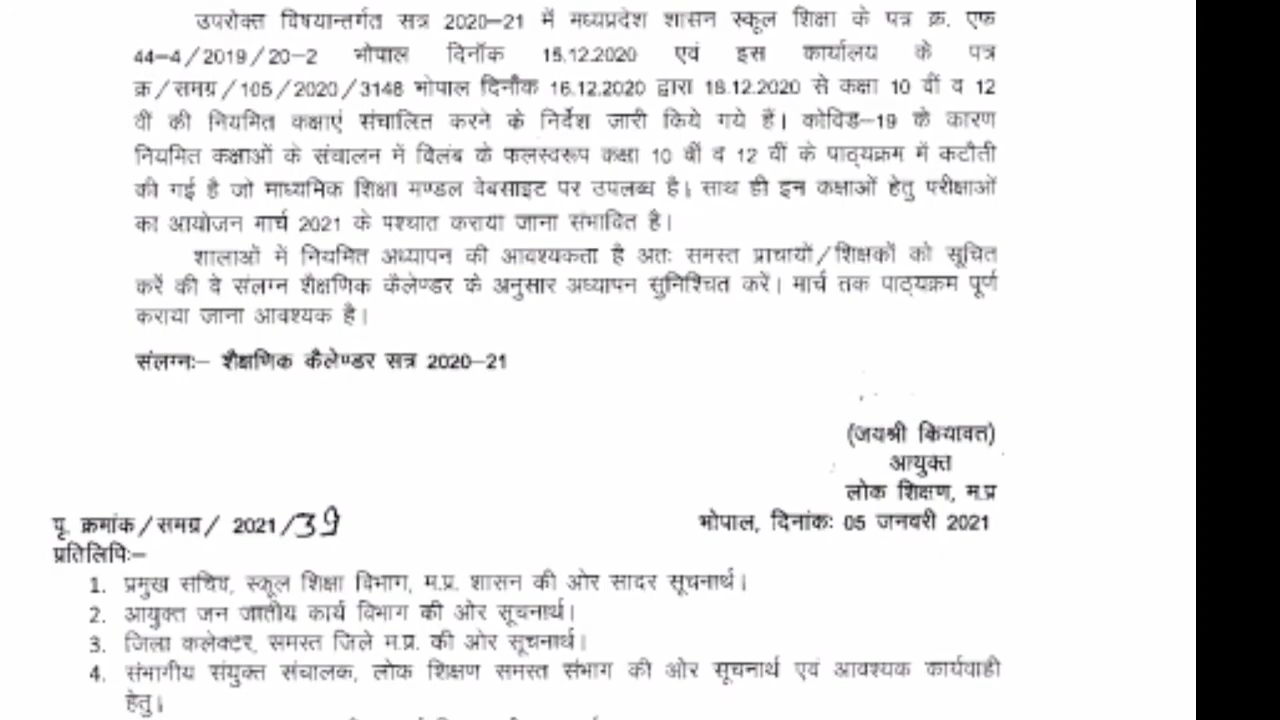 उपरोक्त विषयान्तर्गत सत्र 2020–21 में मध्यप्रदेश शासन स्कूल शिक्षा के पत्र क्र. एफ
44–4/2019/20–2 भोपाल दिनॉक 15.12.2020 एवं इस कार्यालय के पत्र
क्र/समग्र/105/2020/3148 भोपाल दिनॉक 16.12.2020 द्वारा 18.12.2020 से कक्षा 10 वीं व 12
वीं की नियमित कक्षाएं संचालित करने के निर्देश जारी किये गये हैं। कोविड–19 के कारण
नियमित कक्षाओं के संचालन में विलंब के फलस्वरूप कक्षा 10 वीं व 12 वीं के पाठ्यक्रम में कटौती
की गई है जो माध्यमिक शिक्षा मण्डल वेबसाइट पर उपलब्ध है। साथ ही इन कक्षाओं हेतु परीक्षाओं
का आयोजन मार्च 2021 के पश्चात कराया जाना संभावित है।
शालाओं में नियमित अध्यापन की आवश्यकता है अतः समस्त प्राचार्यो/शिक्षकों को सूचित
करें की वे संलग्न शैक्षणिक कैलेण्डर के अनुसार अध्यापन सुनिश्चित करें। मार्च तक पाठ्यक्रम पूर्ण
कराया जाना आवश्यक है।
संलग्नः– शैक्षणिक कैलेण्डर सत्र 2020–21
(जयश्री कियावत)
आयुक्त
लोक शिक्षण, म.प्र
पृ. क्रमांक/समग्र/ 2021/39 भोपाल, दिनांकः 05 जनवरी 2021
प्रतिलिपिः–
1. प्रमुख सचिव, स्कूल शिक्षा विभाग, म.प्र. शासन की ओर सादर सूचनार्थ।
2. आयुक्त जन जातीय कार्य विभाग की ओर सूचनार्थ।
3. जिला कलेक्टर, समस्त जिले म.प्र. की ओर सूचनार्थ।
4. संभागीय संयुक्त संचालक, लोक शिक्षण समस्त संभाग की ओर सूचनार्थ एवं आवश्यक कार्यवाही
हेतु।